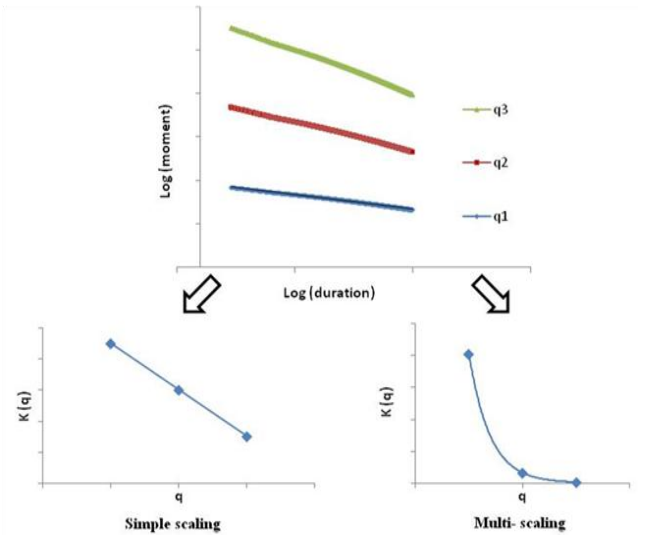 Log (moment)
q3
q2
q1
Log (duration)
K (q)
q
Simple scaling
K (q)
q
Multi- scaling